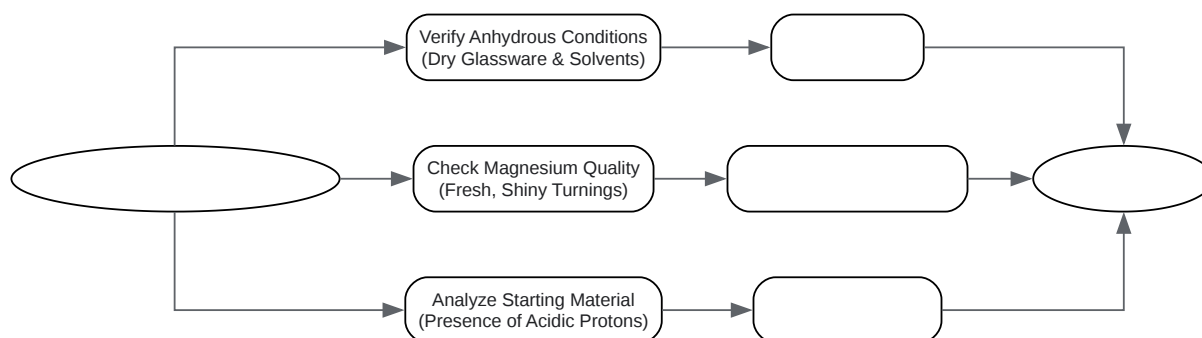 Verify Anhydrous Conditions
(Dry Glassware & Solvents)
Check Magnesium Quality
(Fresh, Shiny Turnings)
Analyze Starting Material
(Presence of Acidic Protons)